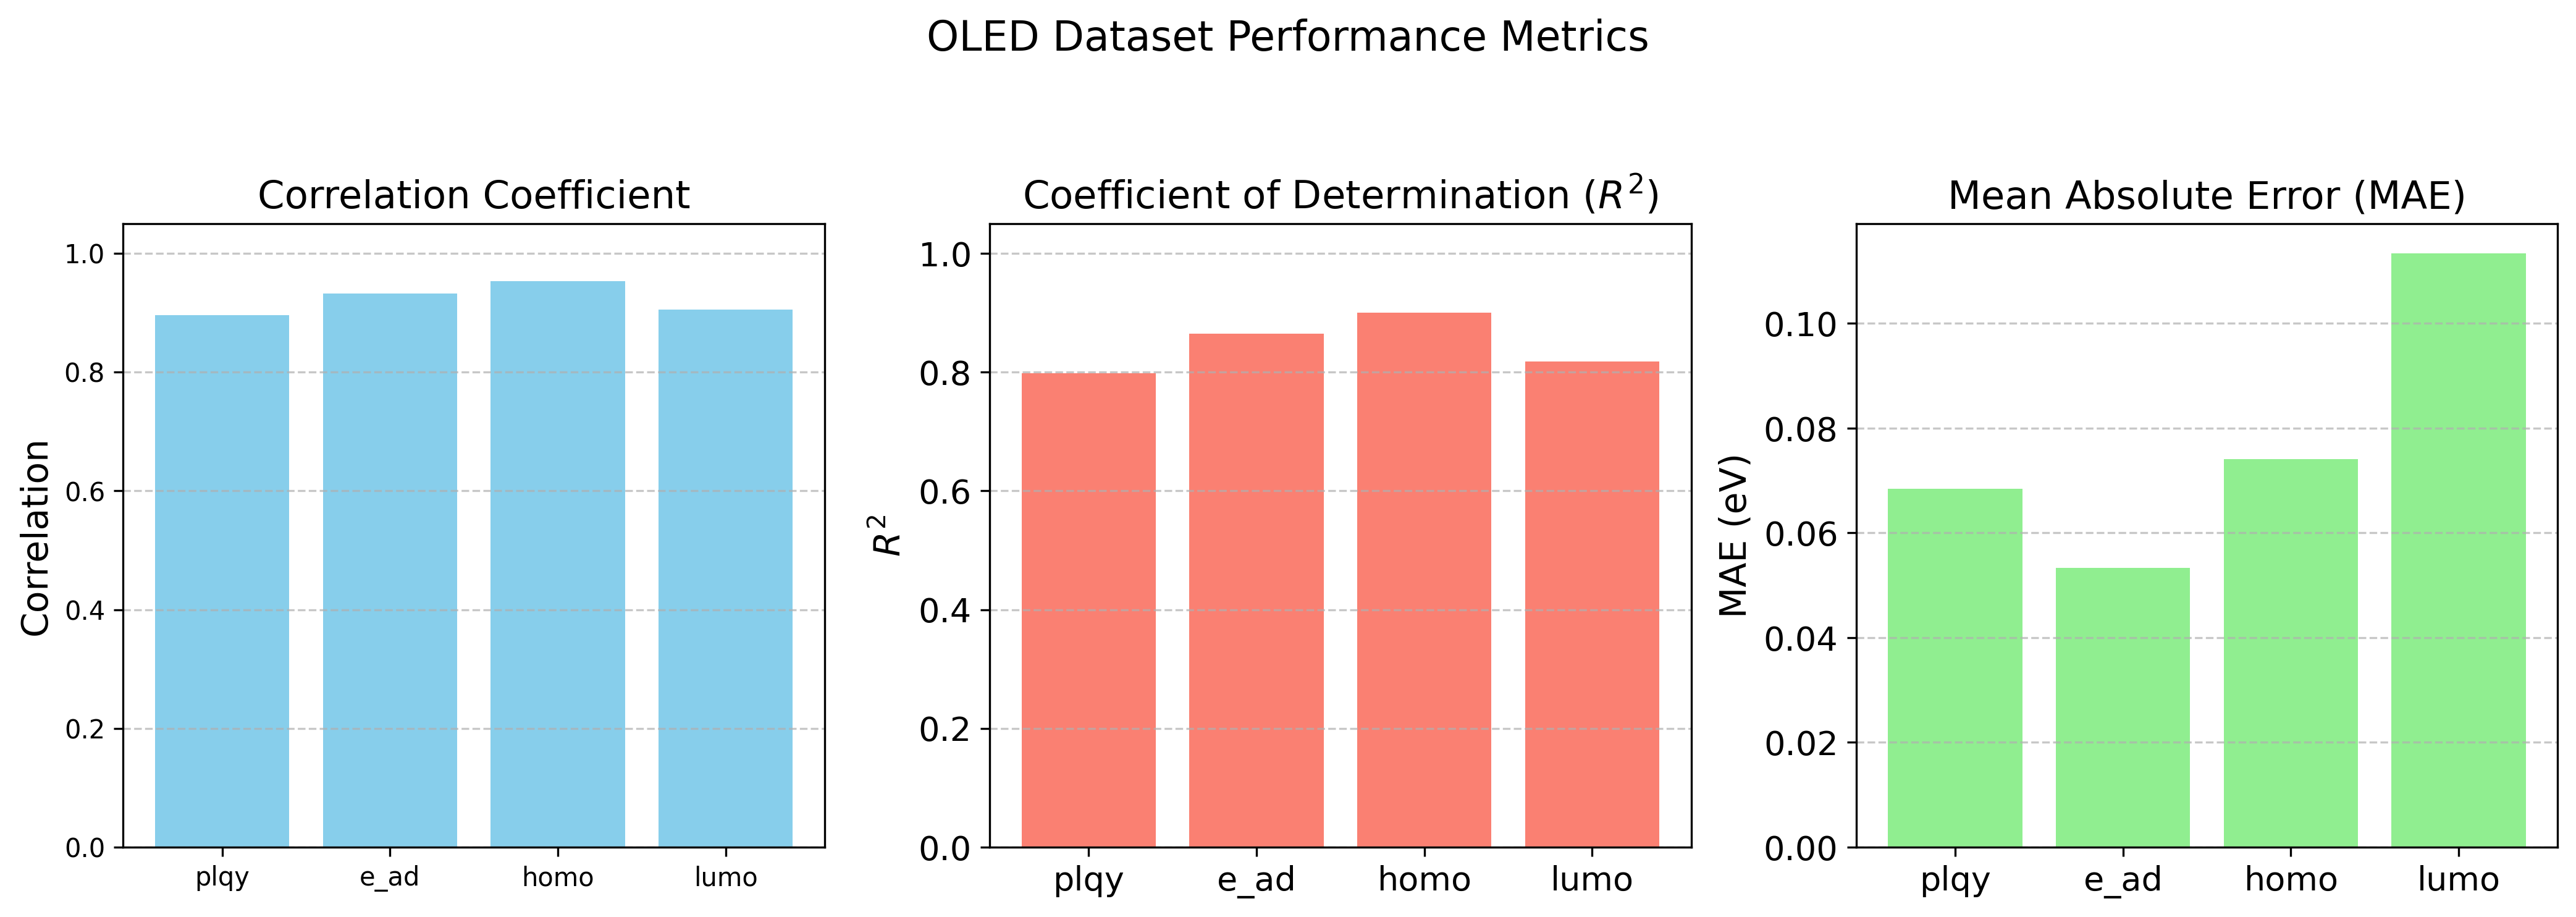 OLED Dataset Performance Metrics
Correlation Coefficient
Correlation
1.0
0.8
0.6
0.4
0.2
0.0
plqy e_ad homo lumo
Coefficient of Determination (R²)
R²
1.0
0.8
0.6
0.4
0.2
0.0
plqy e_ad homo lumo
Mean Absolute Error (MAE)
MAE (eV)
0.10
0.08
0.06
0.04
0.02
0.00
plqy e_ad homo lumo